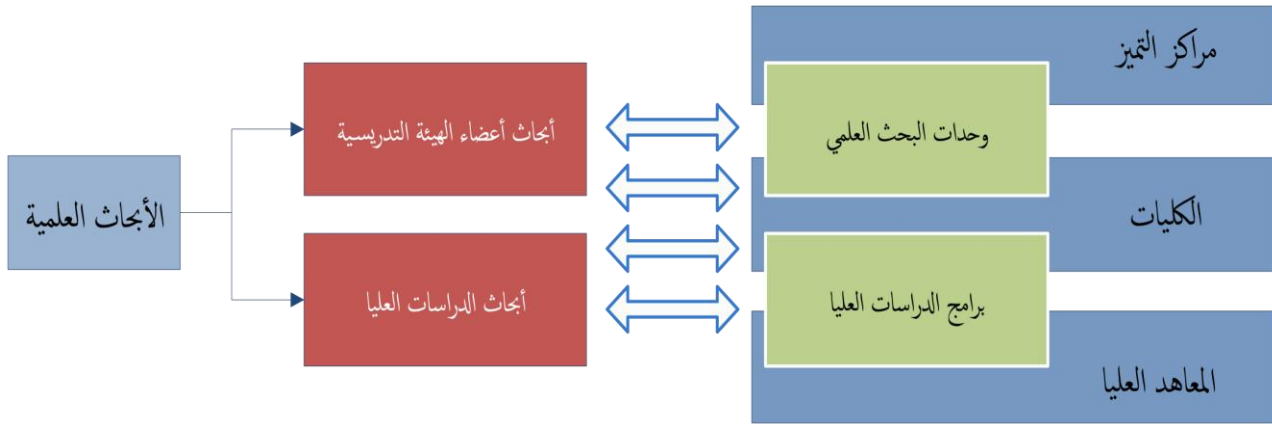 مراكز التميز
وحدات البحث العلمي
أبحاث أعضاء الهيئة التدريسية
الكليات
الأبحاث العلمية
برامج الدراسات العليا
أبحاث الدراسات العليا
المعاهد العليا